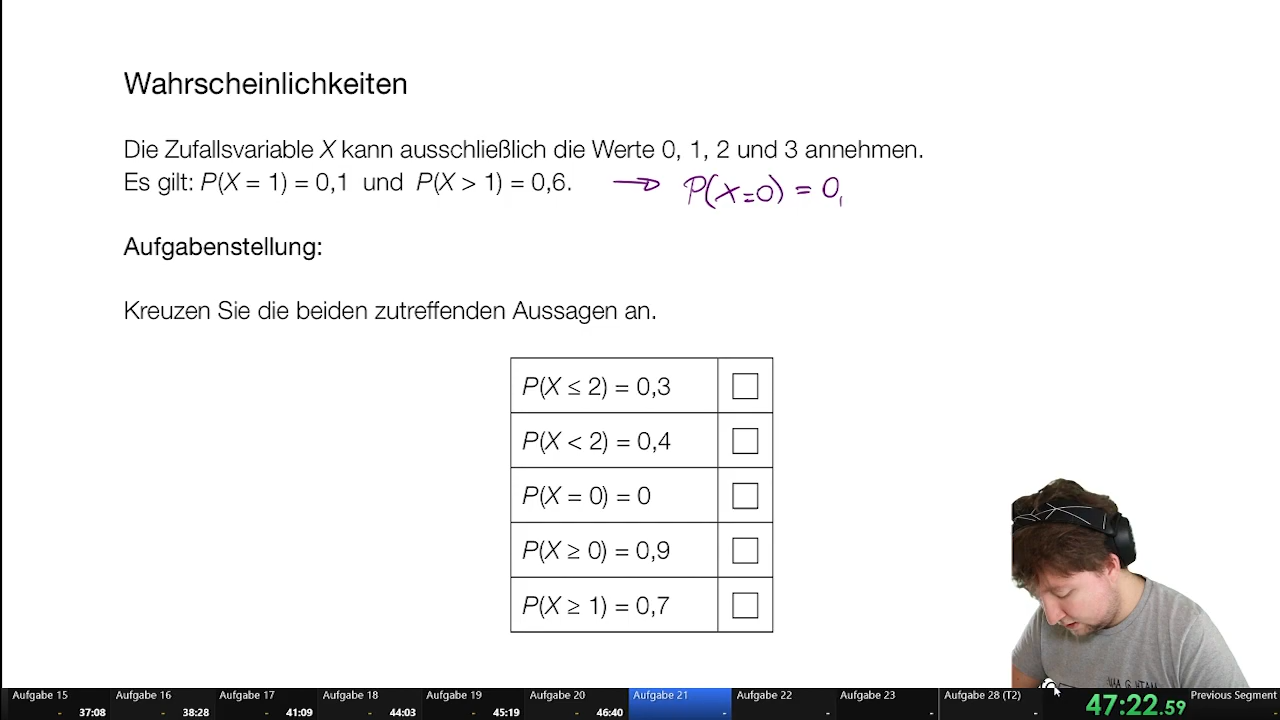 Wahrscheinlichkeiten
Die Zufallsvariable X kann ausschließlich die Werte 0, 1, 2 und 3 annehmen.
Es gilt: P(X = 1) = 0,1 und P(X > 1) = 0,6. → P(X=0) = 0,
Aufgabenstellung:
Kreuzen Sie die beiden zutreffenden Aussagen an.
P(X ≤ 2) = 0,3
P(X < 2) = 0,4
P(X = 0) = 0
P(X ≥ 0) = 0,9
P(X ≥ 1) = 0,7
Aufgabe 15 Aufgabe 16 Aufgabe 17 Aufgabe 18 Aufgabe 19 Aufgabe 20 Aufgabe 21 Aufgabe 22 Aufgabe 23 Aufgabe 28 (T2) 47:22.59 Previous Segment
- 37:08 - 38:28 - 41:09 - 44:03 - 45:19 - 46:40 - - - - -